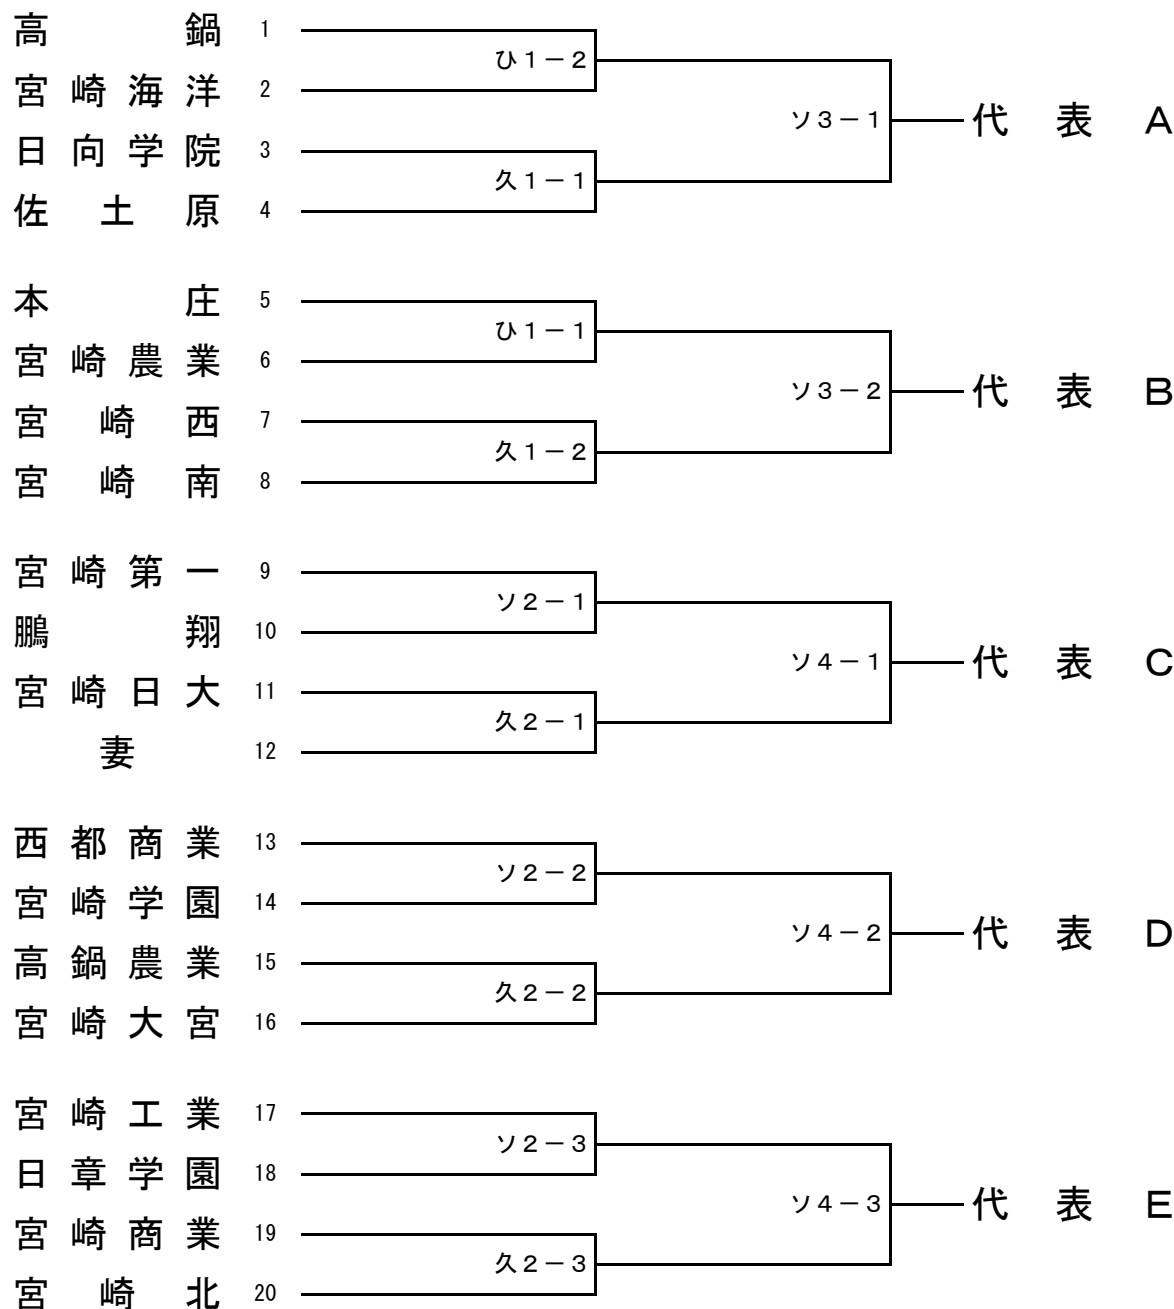 高鍋 1
ひ1－2
宮崎海洋 2
ソ3－1
代表A
日向学院 3
久1－1
佐土原 4
本庄 5
ひ1－1
宮崎農業 6
ソ3－2
代表B
宮崎西 7
久1－2
宮崎南 8
宮崎第一 9
ソ2－1
鵬翔 10
ソ4－1
代表C
宮崎日大 11
久2－1
妻 12
西都商業 13
ソ2－2
宮崎学園 14
ソ4－2
代表D
高鍋農業 15
久2－2
宮崎大宮 16
宮崎工業 17
ソ2－3
日章学園 18
ソ4－3
代表E
宮崎商業 19
久2－3
宮崎北 20